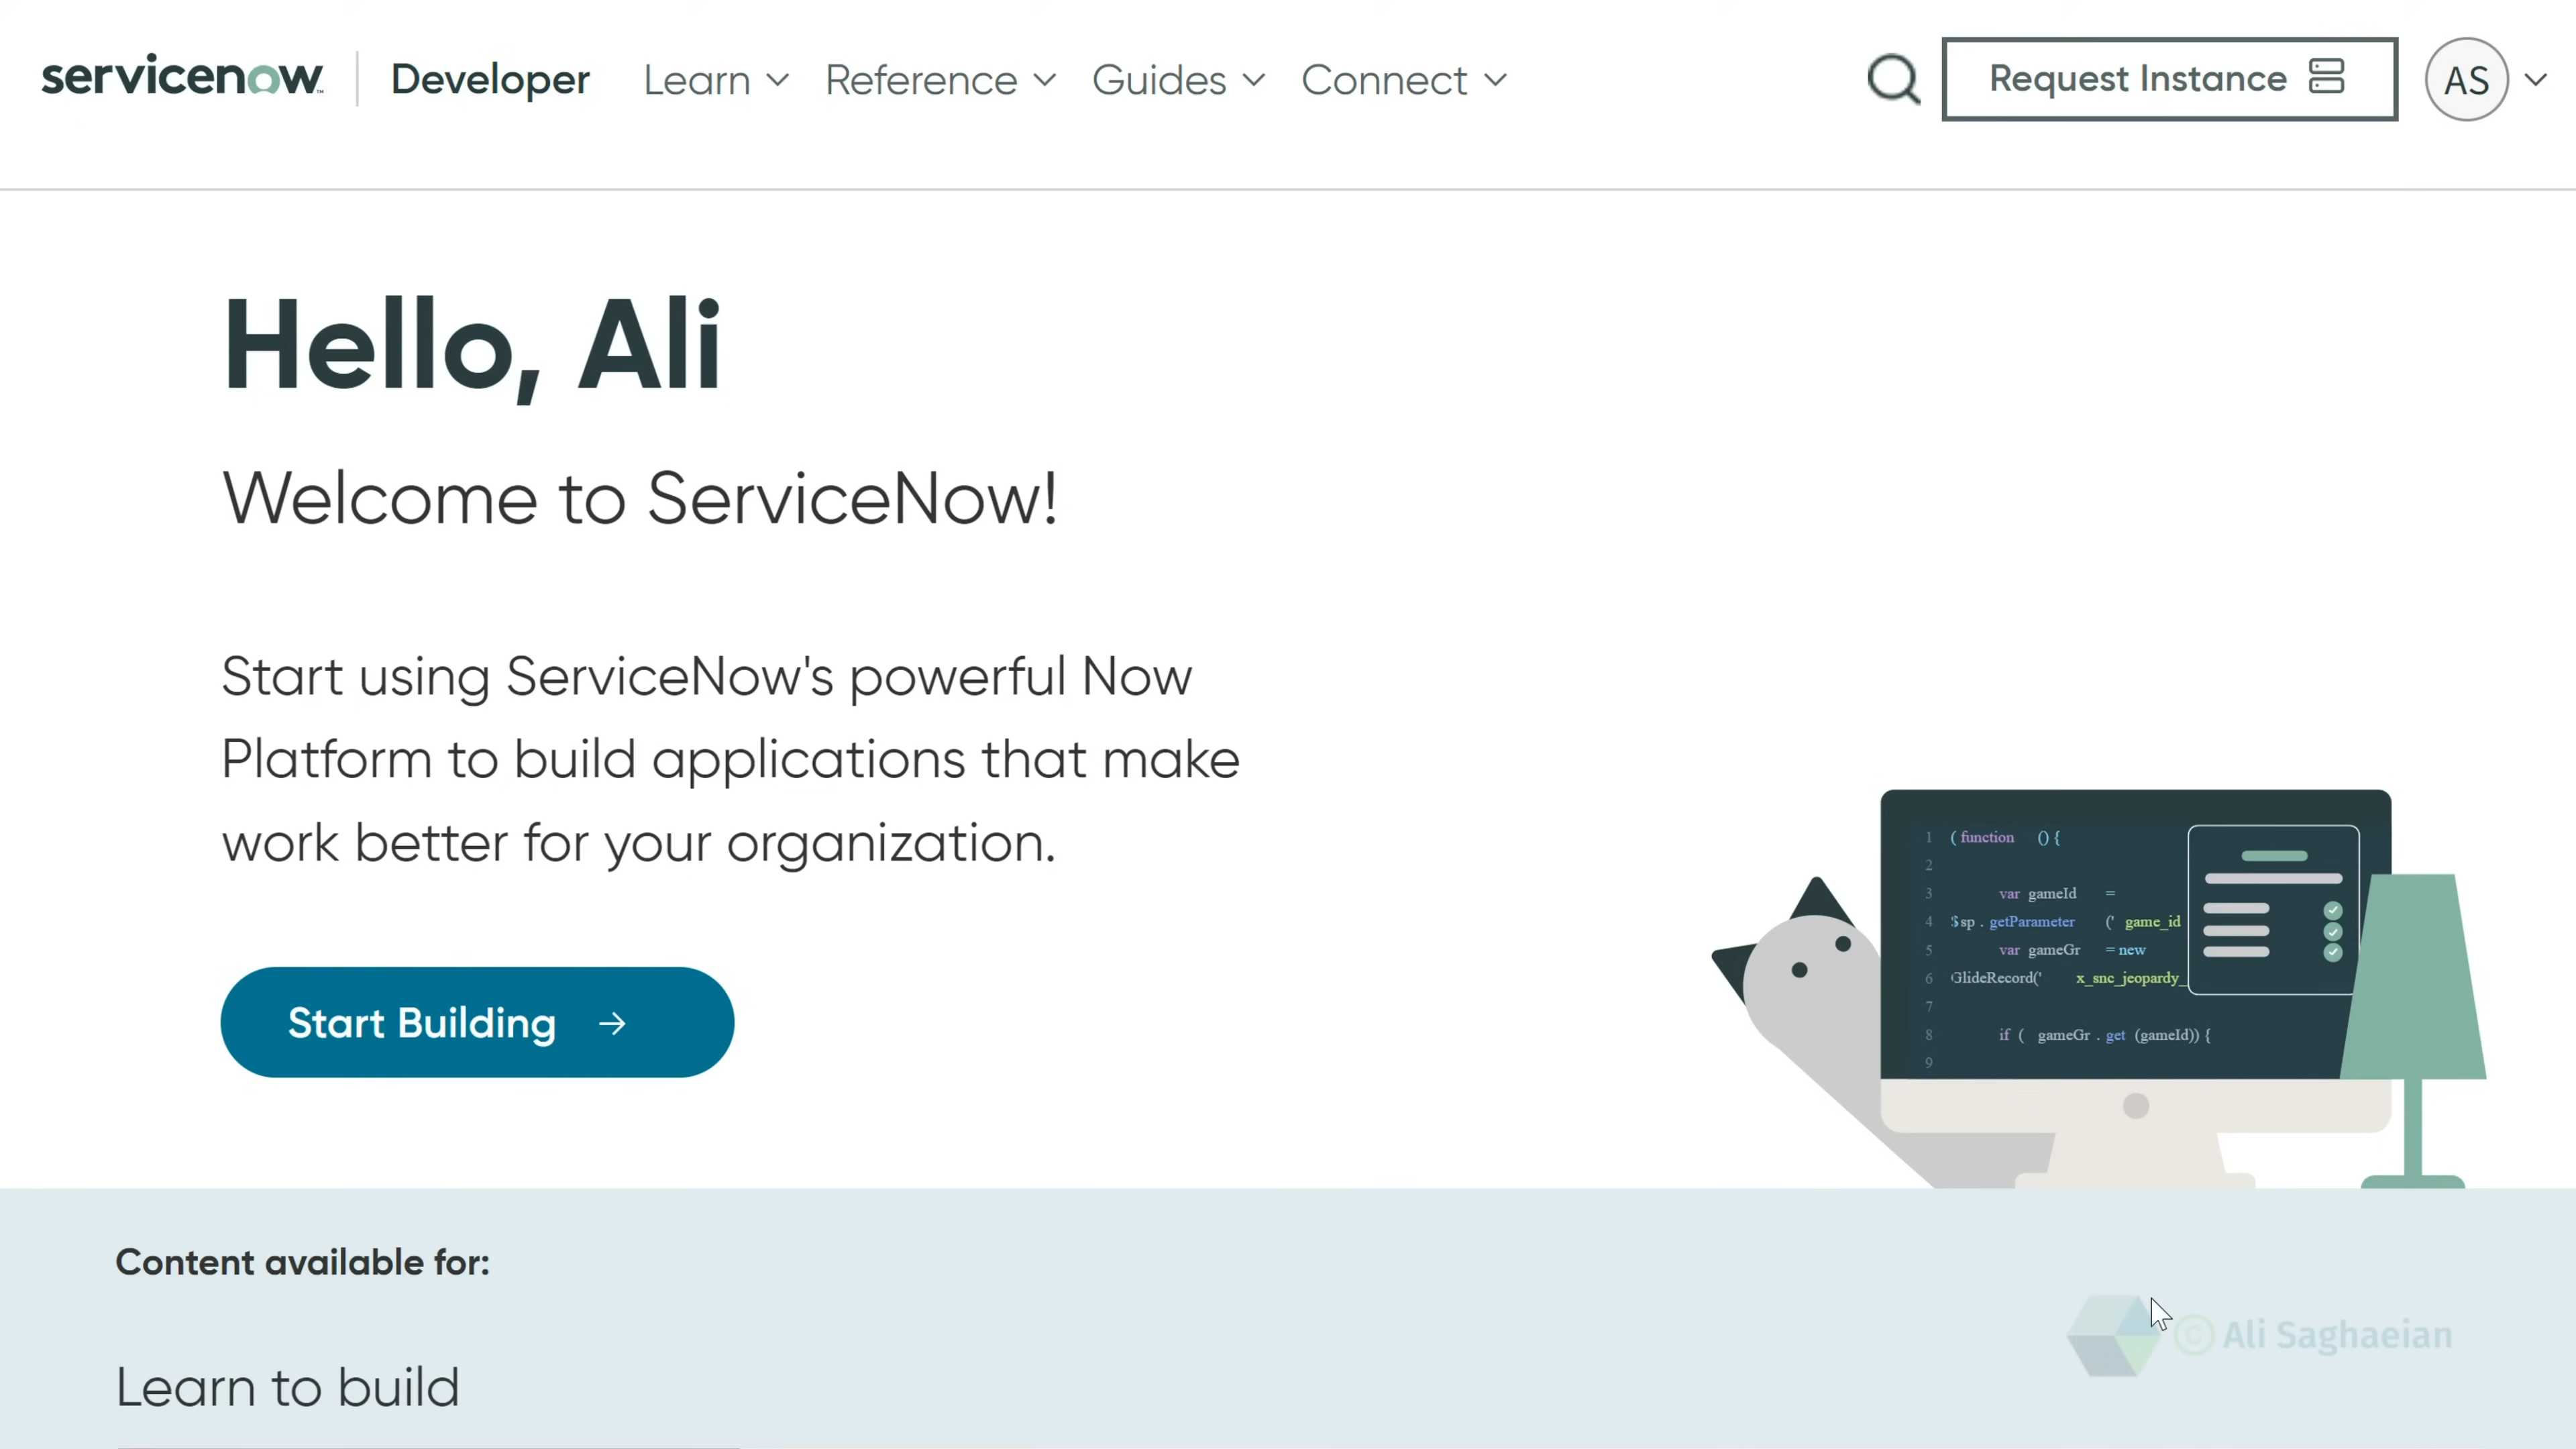 servicenow™ Developer Learn Reference Guides Connect Request Instance AS
Hello, Ali
Welcome to ServiceNow!
Start using ServiceNow's powerful Now
Platform to build applications that make
work better for your organization.
Start Building →
1 ( function () {
2
3 var gameId =
4 $sp . getParameter (' game_id
5 var gameGr = new
6 GlideRecord(' x_snc_jeopardy_
7
8 if ( gameGr . get (gameId)) {
9
Content available for:
© Ali Saghaeian
Learn to build